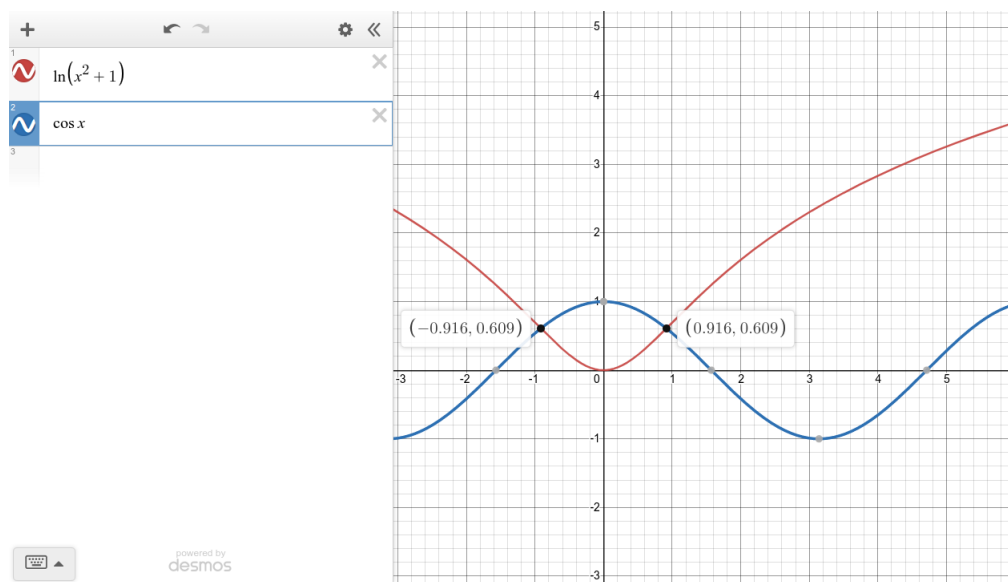 1
ln(x² + 1)
2
cos x
3
powered by
desmos
5
4
3
2
1
(−0.916, 0.609)
(0.916, 0.609)
-3 -2 -1 0 1 2 3 4 5
-1
-2
-3